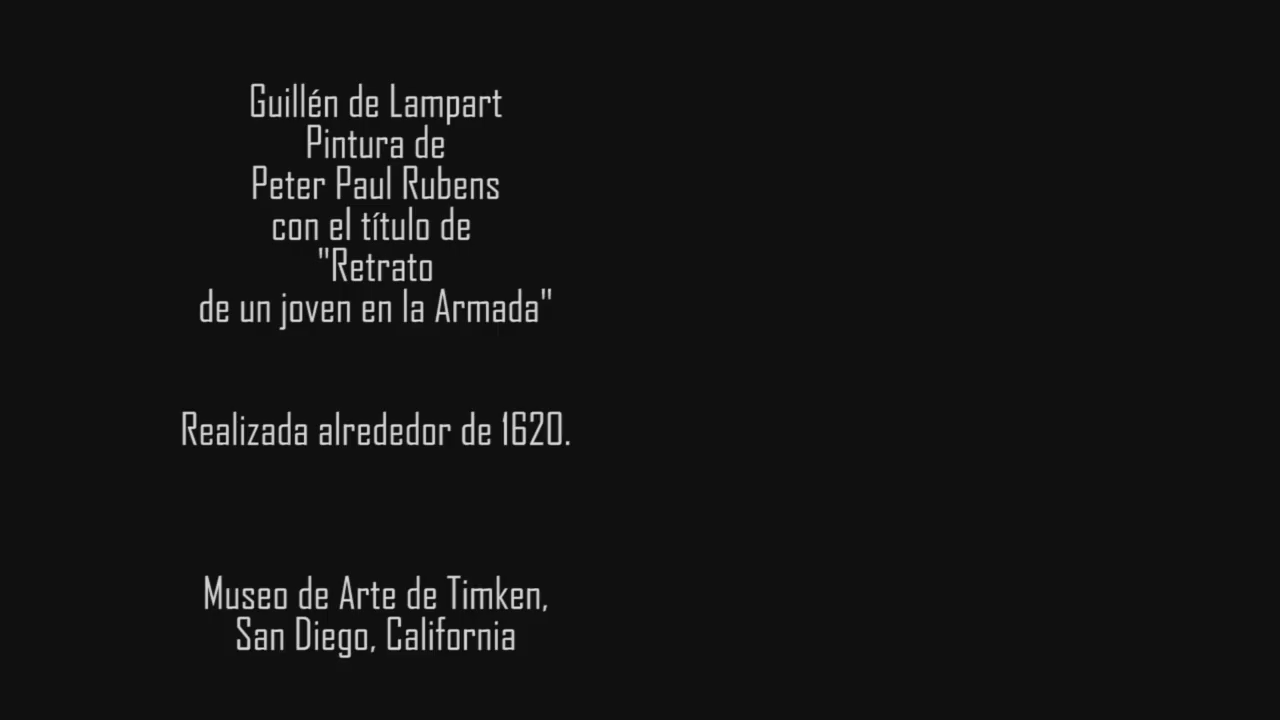 Guillén de Lampart
Pintura de
Peter Paul Rubens
con el título de
"Retrato
de un joven en la Armada"
Realizada alrededor de 1620.
Museo de Arte de Timken,
San Diego, California